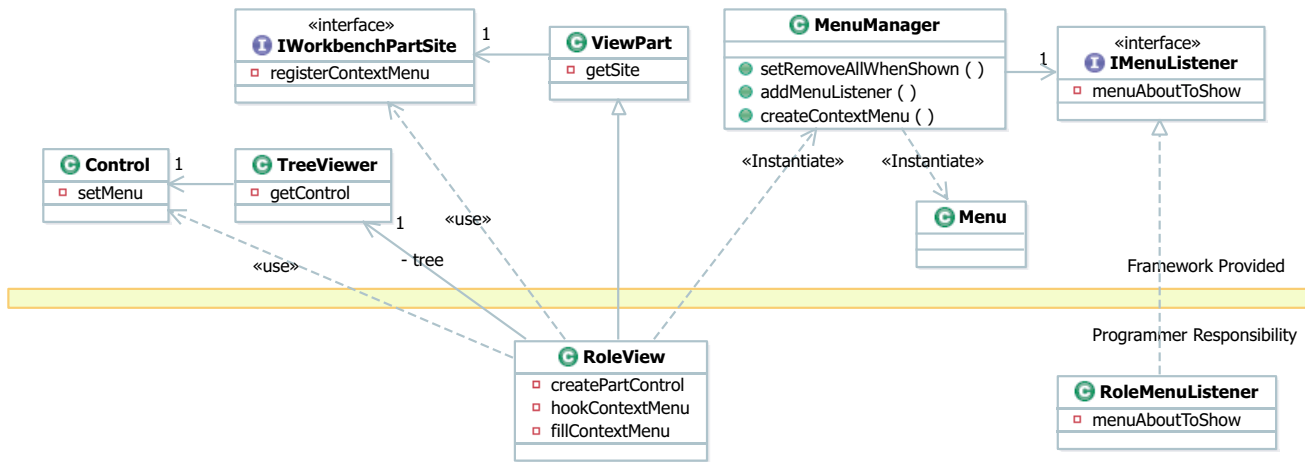 «interface»
I IWorkbenchPartSite
registerContextMenu
1
C ViewPart
getSite
C MenuManager
setRemoveAllWhenShown ( )
addMenuListener ( )
createContextMenu ( )
1
«interface»
I IMenuListener
menuAboutToShow
C Control
setMenu
1
C TreeViewer
getControl
«Instantiate»
«Instantiate»
C Menu
1
«use»
- tree
«use»
Framework Provided
Programmer Responsibility
C RoleView
createPartControl
hookContextMenu
fillContextMenu
C RoleMenuListener
menuAboutToShow